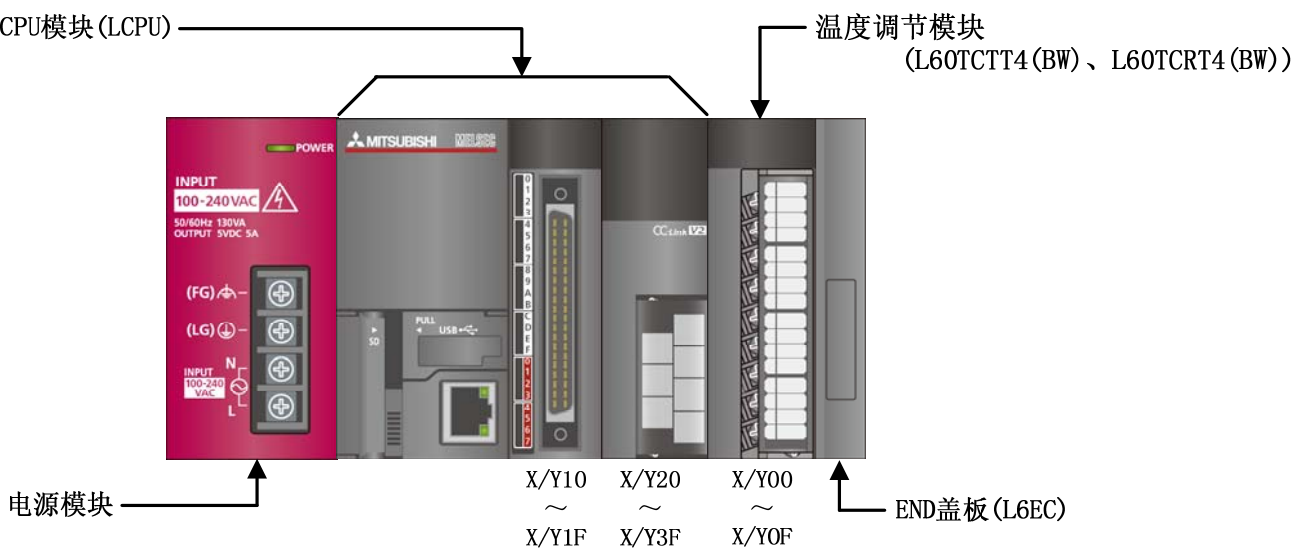 CPU模块(LCPU)
温度调节模块
(L60TCTT4(BW)、L60TCRT4(BW))
POWER
MITSUBISHI MELSEC
INPUT
100-240VAC
50/60Hz 130VA
OUTPUT 5VDC 5A
(FG)
(LG)
N
INPUT
100-240
VAC
L
SD
PULL
USB
0
1
2
3
4
5
6
7
8
9
A
B
C
D
E
F
0
1
2
3
4
5
6
7
CC-Link V2
X/Y10
～
X/Y1F
X/Y20
～
X/Y3F
X/Y00
～
X/Y0F
电源模块
END盖板(L6EC)